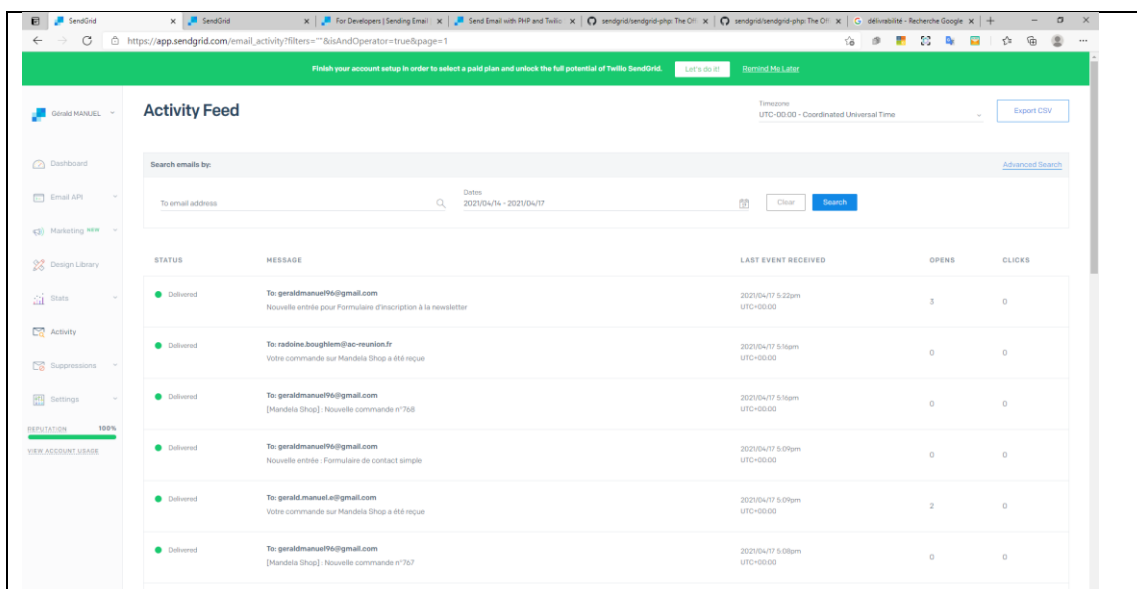 SendGrid
SendGrid
For Developers | Sending Email
Send Email with PHP and Twilio
sendgrid/sendgrid-php: The Offi
sendgrid/sendgrid-php: The Offi
délivrabilité - Recherche Google
https://app.sendgrid.com/email_activity?filters=""&isAndOperator=true&page=1
Finish your account setup in order to select a paid plan and unlock the full potential of Twilio SendGrid.
Let's do it!
Remind Me Later
Gérald MANUEL
Activity Feed
Timezone
UTC-00:00 - Coordinated Universal Time
Export CSV
Dashboard
Email API
Marketing NEW
Design Library
Stats
Activity
Suppressions
Settings
REPUTATION 100%
VIEW ACCOUNT USAGE
Search emails by:
Advanced Search
To email address
Dates
2021/04/14 - 2021/04/17
Clear
Search
STATUS MESSAGE LAST EVENT RECEIVED OPENS CLICKS
Delivered
To: geraldmanuel96@gmail.com
Nouvelle entrée pour Formulaire d'inscription à la newsletter
2021/04/17 5:22pm
UTC+00:00
3 0
Delivered
To: radoine.boughlem@ac-reunion.fr
Votre commande sur Mandela Shop a été reçue
2021/04/17 5:16pm
UTC+00:00
0 0
Delivered
To: geraldmanuel96@gmail.com
[Mandela Shop] : Nouvelle commande n°768
2021/04/17 5:16pm
UTC+00:00
0 0
Delivered
To: geraldmanuel96@gmail.com
Nouvelle entrée : Formulaire de contact simple
2021/04/17 5:09pm
UTC+00:00
0 0
Delivered
To: gerald.manuel.e@gmail.com
Votre commande sur Mandela Shop a été reçue
2021/04/17 5:09pm
UTC+00:00
2 0
Delivered
To: geraldmanuel96@gmail.com
[Mandela Shop] : Nouvelle commande n°767
2021/04/17 5:08pm
UTC+00:00
0 0